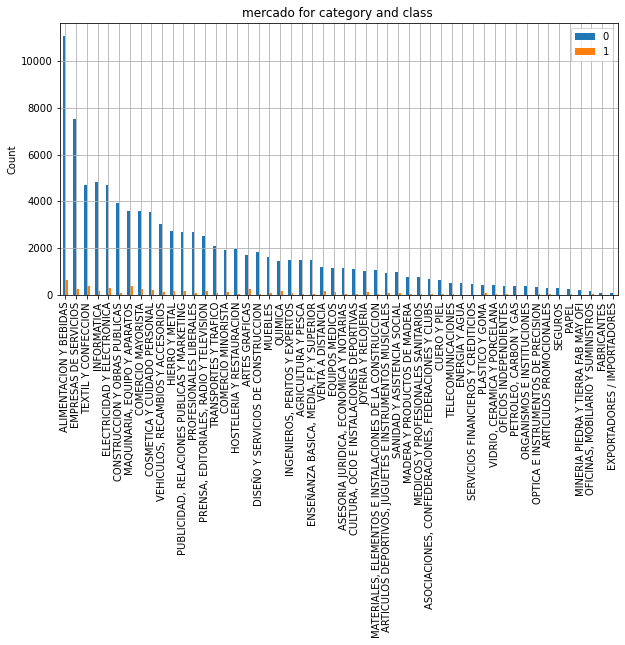 mercado for category and class
0
1
Count
10000
8000
6000
4000
2000
0
ALIMENTACION Y BEBIDAS
EMPRESAS DE SERVICIOS
TEXTIL Y CONFECCION
INFORMATICA
ELECTRICIDAD Y ELECTRONICA
CONSTRUCCION Y OBRAS PUBLICAS
MAQUINARIA, EQUIPO Y APARATOS
COMERCIO MAYORISTA
COSMETICA Y CUIDADO PERSONAL
VEHICULOS, RECAMBIOS Y ACCESORIOS
HIERRO Y METAL
PUBLICIDAD, RELACIONES PUBLICAS Y MARKETING
PROFESIONALES LIBERALES
PRENSA, EDITORIALES, RADIO Y TELEVISION
TRANSPORTES Y TRAFICO
COMERCIO MINORISTA
HOSTELERIA Y RESTAURACION
ARTES GRAFICAS
DISEÑO Y SERVICIOS DE CONSTRUCCION
MUEBLES
QUIMICA
INGENIEROS, PERITOS Y EXPERTOS
AGRICULTURA Y PESCA
ENSEÑANZA BASICA, MEDIA, F.P. Y SUPERIOR
VENTA A DISTANCIA
EQUIPOS MEDICOS
ASESORIA JURIDICA, ECONOMICA Y NOTARIAS
CULTURA, OCIO E INSTALACIONES DEPORTIVAS
JOYERIA Y RELOJERIA
MATERIALES, ELEMENTOS E INSTALACIONES DE LA CONSTRUCCION
ARTICULOS DEPORTIVOS, JUGUETES E INSTRUMENTOS MUSICALES
SANIDAD Y ASISTENCIA SOCIAL
MADERA Y PRODUCTOS DE MADERA
MEDICOS Y PROFESIONES SANITARIOS
ASOCIACIONES, CONFEDERACIONES, FEDERACIONES Y CLUBS
CUERO Y PIEL
TELECOMUNICACIONES
ENERGIA Y AGUA
SERVICIOS FINANCIEROS Y CREDITICIOS
PLASTICO Y GOMA
VIDRIO, CERAMICA Y PORCELANA
OFICIOS INDEPENDIENTES
PETROLEO, CARBON Y GAS
ORGANISMOS E INSTITUCIONES
OPTICA E INSTRUMENTOS DE PRECISION
ARTICULOS PROMOCIONALES
SEGUROS
PAPEL
MINERIA PIEDRA Y TIERRA FAB MAY OFI
OFICINAS, MOBILIARIO Y SUMINISTROS
FABRICANTES
EXPORTADORES / IMPORTADORES